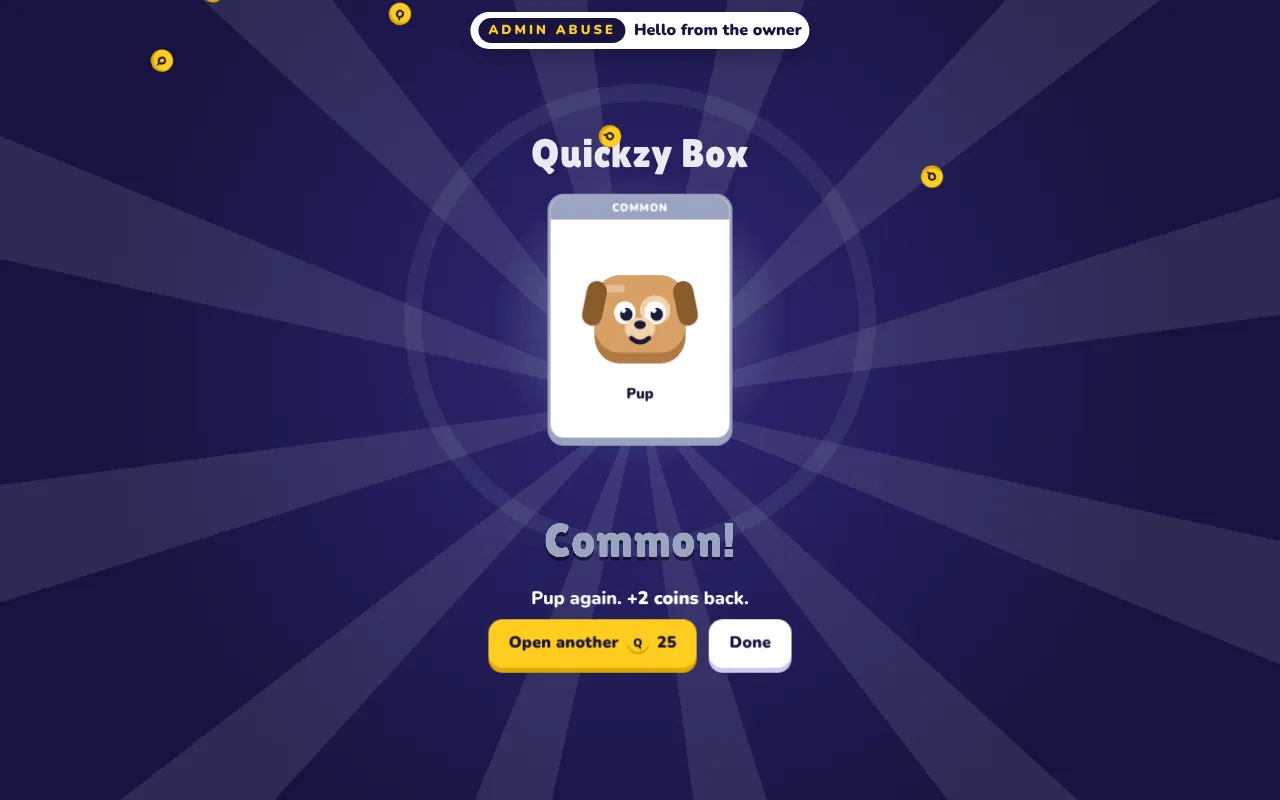 ADMIN ABUSE Hello from the owner
Quickzy Box
COMMON
Pup
Common!
Pup again. +2 coins back.
Open another Q 25 Done